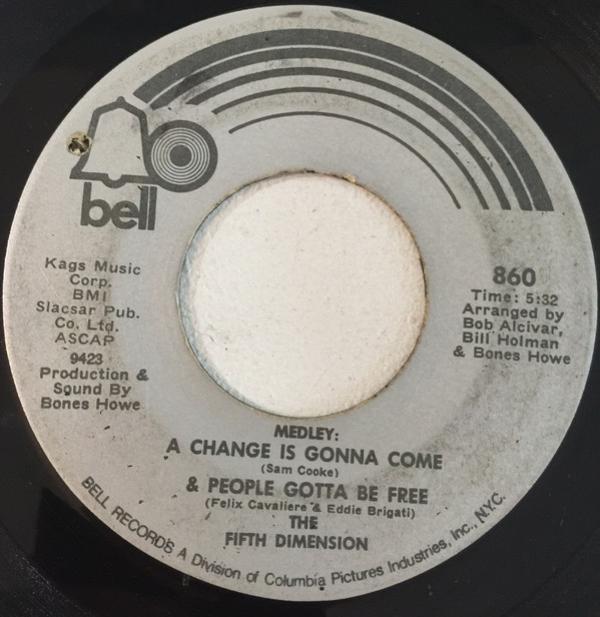 bell
Kags Music
Corp.
BMI
Slacsar Pub.
Co. Ltd.
ASCAP
9423
Production &
Sound By
Bones Howe
860
Time: 5:32
Arranged by
Bob Alcivar,
Bill Holman
& Bones Howe
MEDLEY:
A CHANGE IS GONNA COME
(Sam Cooke)
& PEOPLE GOTTA BE FREE
(Felix Cavaliere & Eddie Brigati)
THE
FIFTH DIMENSION
BELL RECORDS A Division of Columbia Pictures Industries, Inc., N.Y.C.